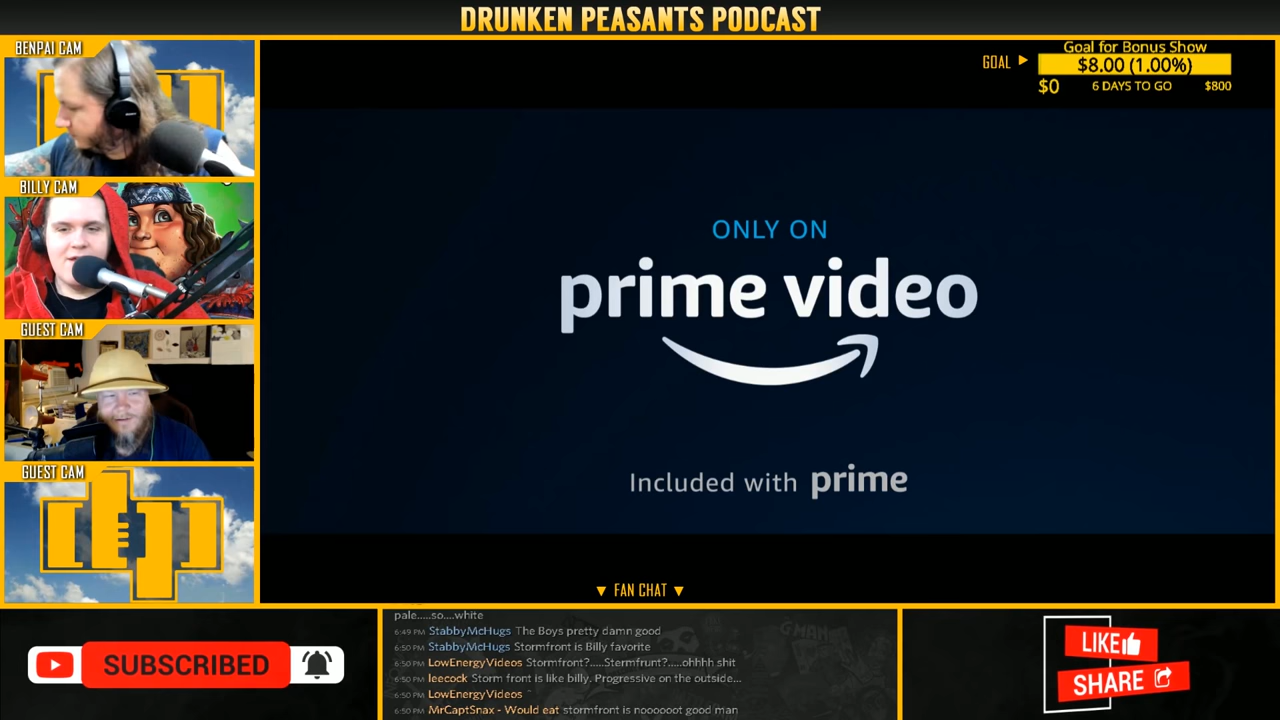 DRUNKEN PEASANTS PODCAST
BENPAI CAM
BILLY CAM
GUEST CAM
GUEST CAM
GOAL
Goal for Bonus Show
$8.00 (1.00%)
$0 6 DAYS TO GO $800
ONLY ON
prime video
Included with prime
▼ FAN CHAT ▼
pale.....so....white
6:49 PM StabbyMcHugs The Boys pretty damn good
6:50 PM StabbyMcHugs Stormfront is Billy favorite
6:50 PM LowEnergyVideos Stormfront?.....Stermfrunt?.....ohhhh shit
6:50 PM leecock Storm front is like billy. Progressive on the outside...
6:50 PM LowEnergyVideos
6:50 PM MrCaptSnax - Would eat stormfront is noooooot good man
SUBSCRIBED
LIKE
SHARE